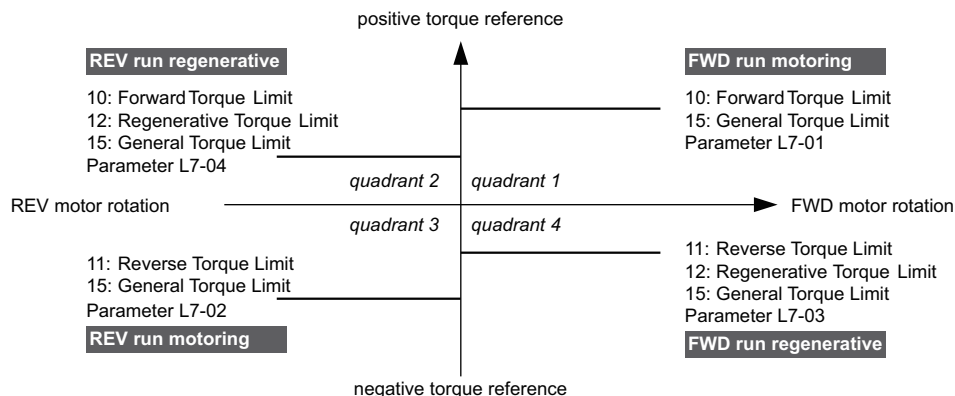 positive torque reference
REV run regenerative
10: Forward Torque Limit
12: Regenerative Torque Limit
15: General Torque Limit
Parameter L7-04
FWD run motoring
10: Forward Torque Limit
15: General Torque Limit
Parameter L7-01
quadrant 2
quadrant 1
REV motor rotation
FWD motor rotation
quadrant 3
quadrant 4
11: Reverse Torque Limit
15: General Torque Limit
Parameter L7-02
REV run motoring
11: Reverse Torque Limit
12: Regenerative Torque Limit
15: General Torque Limit
Parameter L7-03
FWD run regenerative
negative torque reference